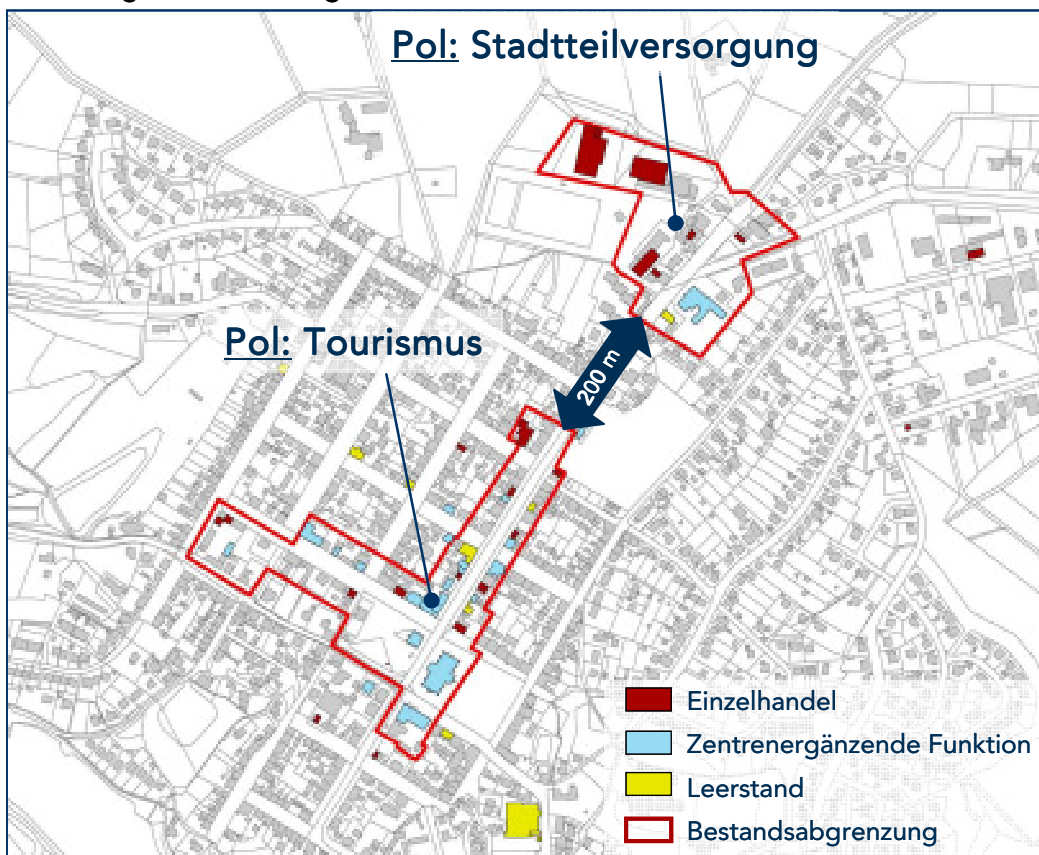 Pol: Stadtteilversorgung
Pol: Tourismus
200 m
Einzelhandel
Zentrenergänzende Funktion
Leerstand
Bestandsabgrenzung